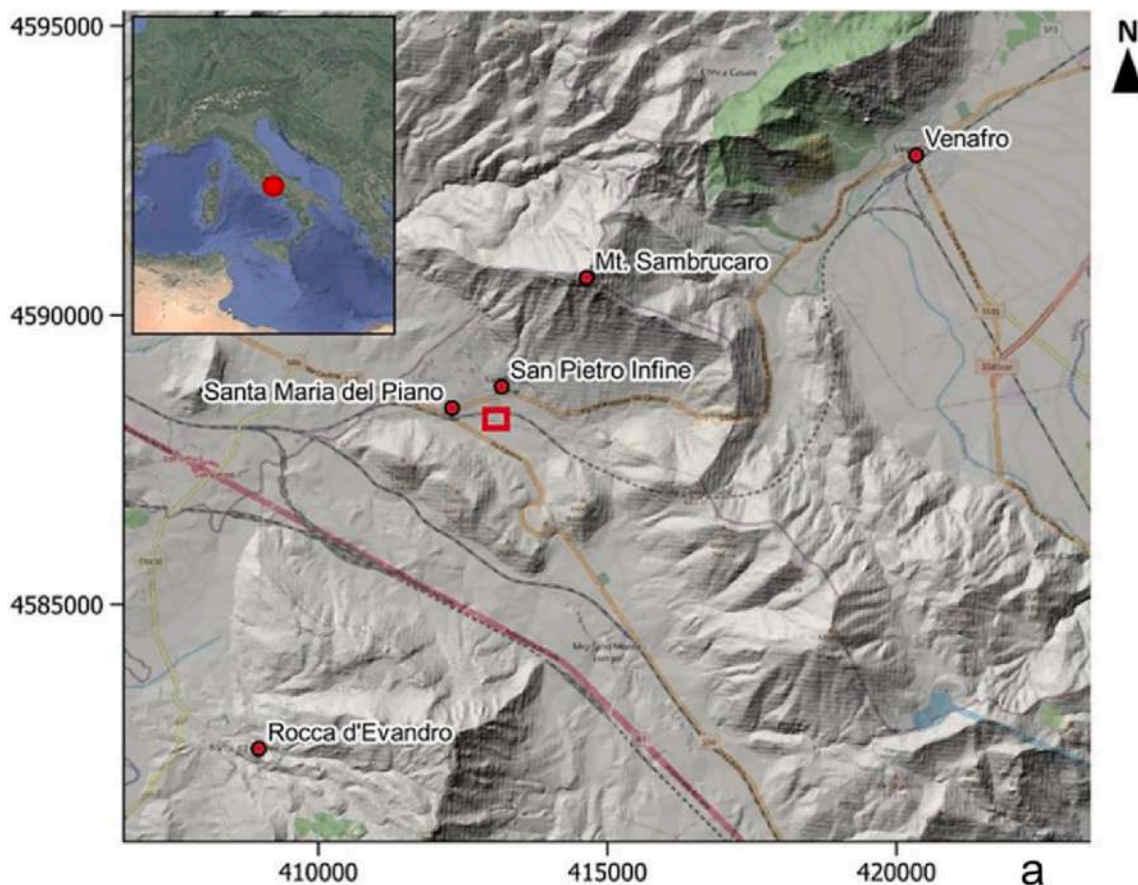 4595000
N
Venafro
Mt. Sambrucaro
4590000
San Pietro Infine
Santa Maria del Piano
4585000
Rocca d'Evandro
410000
415000
420000
a